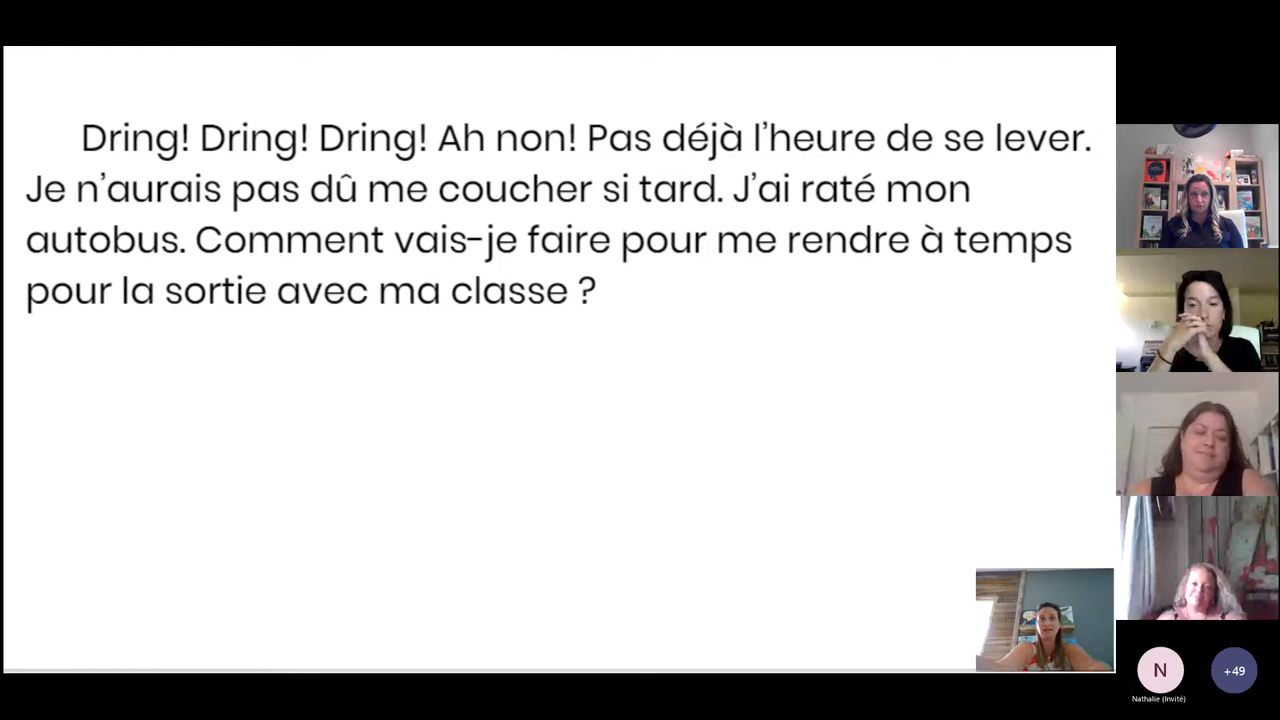 Dring! Dring! Dring! Ah non! Pas déjà l’heure de se lever.
Je n’aurais pas dû me coucher si tard. J’ai raté mon
autobus. Comment vais-je faire pour me rendre à temps
pour la sortie avec ma classe ?
N
+49
Nathalie (Invité)